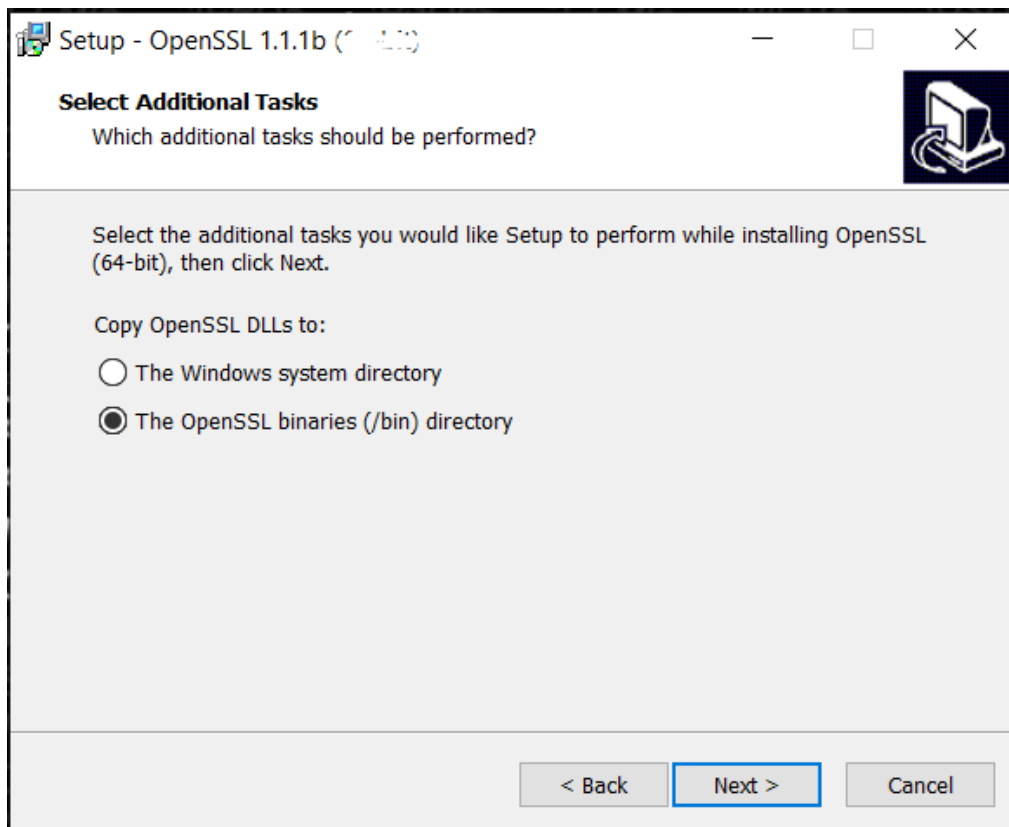 Setup - OpenSSL 1.1.1b
Select Additional Tasks
Which additional tasks should be performed?
Select the additional tasks you would like Setup to perform while installing OpenSSL
(64-bit), then click Next.
Copy OpenSSL DLLs to:
The Windows system directory
The OpenSSL binaries (/bin) directory
< Back
Next >
Cancel